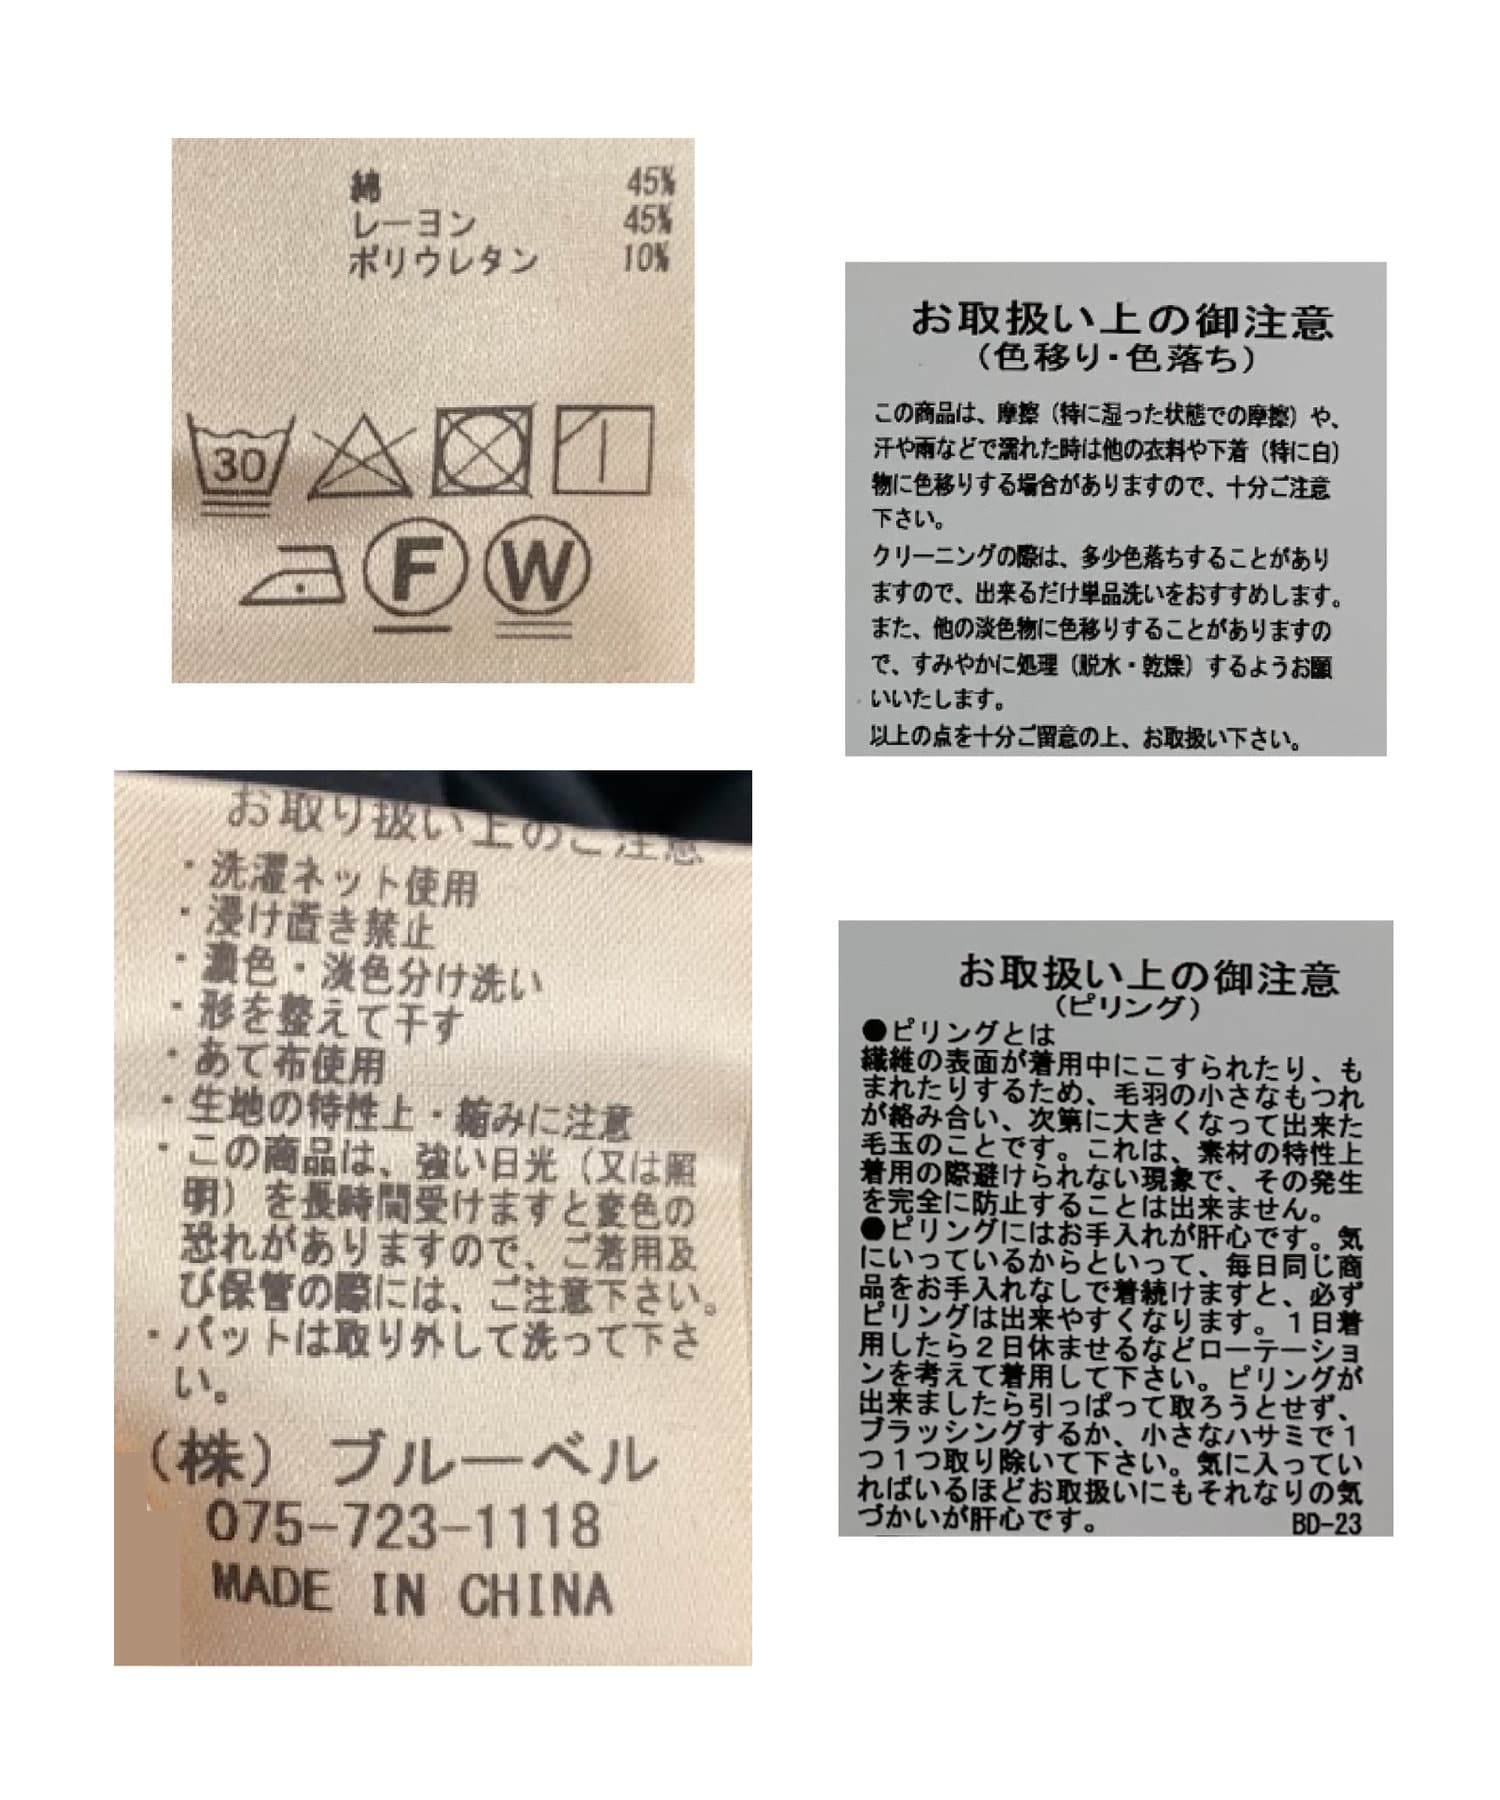 綿 45%
レーヨン 45%
ポリウレタン 10%
30
F W
お取り扱い上のご注意
・洗濯ネット使用
・浸け置き禁止
・濃色・淡色分け洗い
・形を整えて干す
・あて布使用
・生地の特性上・縮みに注意
・この商品は、強い日光（又は照
明）を長時間受けますと変色の
恐れがありますので、ご着用及
び保管の際には、ご注意下さい。
・パットは取り外して洗って下さ
い。
（株）ブルーベル
075-723-1118
MADE IN CHINA
お取扱い上の御注意
（色移り・色落ち）
この商品は、摩擦（特に湿った状態での摩擦）や、
汗や雨などで濡れた時は他の衣料や下着（特に白）
物に色移りする場合がありますので、十分ご注意
下さい。
クリーニングの際は、多少色落ちすることがあり
ますので、出来るだけ単品洗いをおすすめします。
また、他の淡色物に色移りすることがありますの
で、すみやかに処理（脱水・乾燥）するようお願
いいたします。
以上の点を十分ご留意の上、お取扱い下さい。
お取扱い上の御注意
（ピリング）
●ピリングとは
繊維の表面が着用中にこすられたり、も
まれたりするため、毛羽の小さなもつれ
が絡み合い、次第に大きくなって出来た
毛玉のことです。これは、素材の特性上
着用の際避けられない現象で、その発生
を完全に防止することは出来ません。
●ピリングにはお手入れが肝心です。気
にいっているからといって、毎日同じ商
品をお手入れなしで着続けますと、必ず
ピリングは出来やすくなります。１日着
用したら２日休ませるなどローテーショ
ンを考えて着用して下さい。ピリングが
出来ましたら引っぱって取ろうとせず、
ブラッシングするか、小さなハサミで１
つ１つ取り除いて下さい。気に入ってい
ればいるほどお取扱いにもそれなりの気
づかいが肝心です。 BD-23